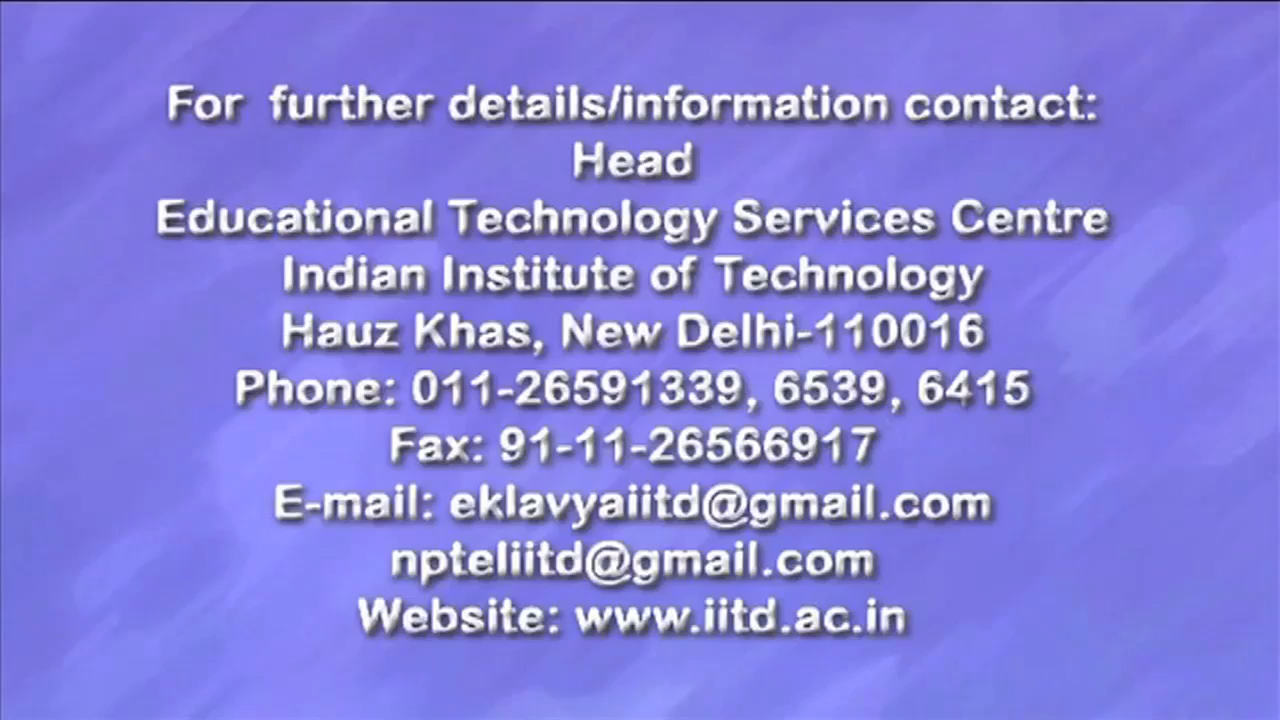 For further details/information contact:
Head
Educational Technology Services Centre
Indian Institute of Technology
Hauz Khas, New Delhi-110016
Phone: 011-26591339, 6539, 6415
Fax: 91-11-26566917
E-mail: eklavyaiitd@gmail.com
npteliitd@gmail.com
Website: www.iitd.ac.in